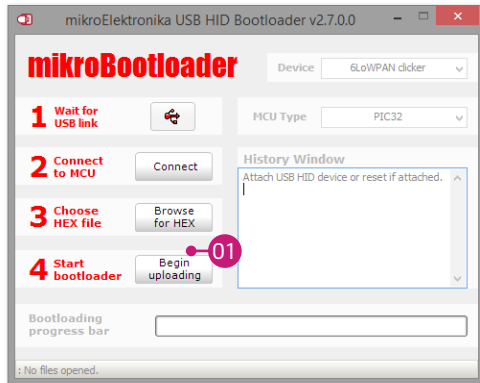 mikroElektronika USB HID Bootloader v2.7.0.0
mikroBootloader
Device 6LoWPAN clicker
1 Wait for
USB link
MCU Type PIC32
2 Connect
to MCU
Connect
History Window
Attach USB HID device or reset if attached.
3 Choose
HEX file
Browse
for HEX
4 Start
bootloader
Begin
uploading
01
Bootloading
progress bar
: No files opened.